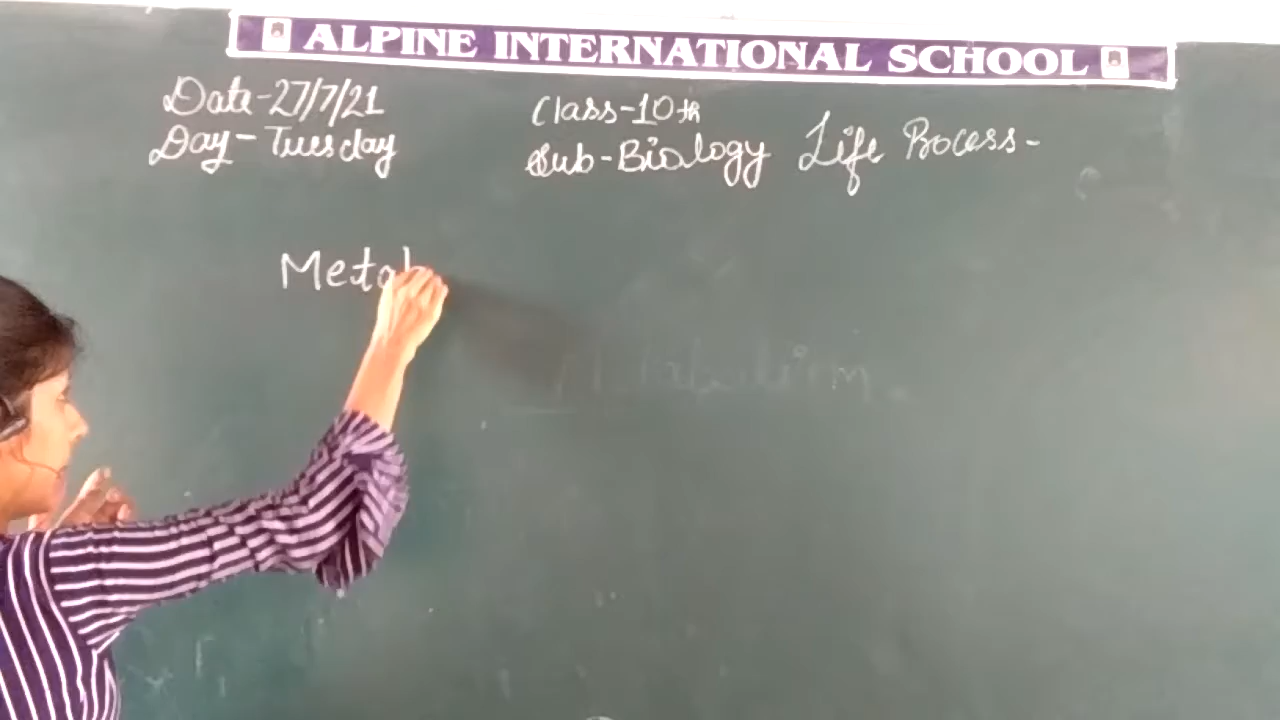 ALPINE INTERNATIONAL SCHOOL
Date-27/7/21
Day-Tuesday
Class-10th
Sub-Biology Life Process-
Metab